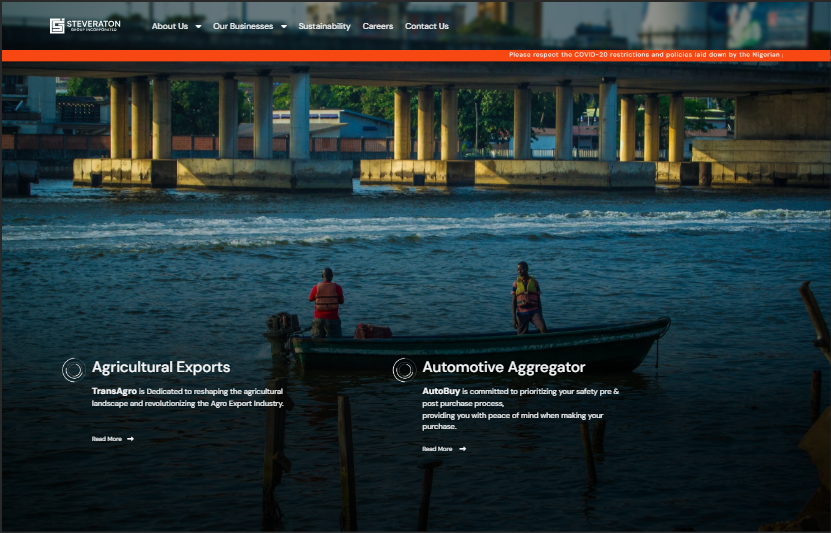 STEVERATON
GROUP INCORPORATED
About Us
Our Businesses
Sustainability
Careers
Contact Us
Please respect the COVID-20 restrictions and policies laid down by the Nigerian
Agricultural Exports
TransAgro is Dedicated to reshaping the agricultural
landscape and revolutionizing the Agro Export Industry.
Read More
Automotive Aggregator
AutoBuy is committed to prioritizing your safety pre &
post purchase process,
providing you with peace of mind when making your
purchase.
Read More